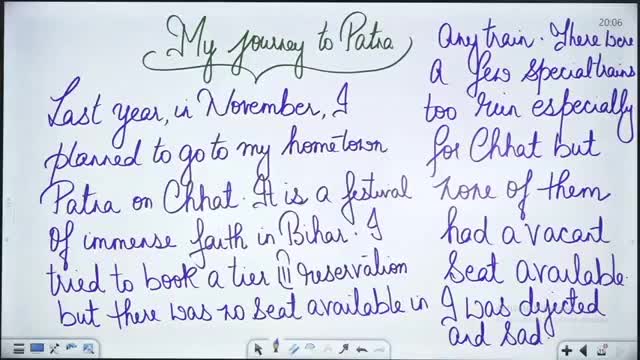 My journey to Patna
Last year, in November, I
planned to go to my hometown
Patna on Chhat. It is a festival
Of immense faith in Bihar. I
tried to book a tier III reservation
but there was no seat available in
20:06
Any train. There were
A few special trains
too run especially
for Chhat but
none of them
had a vacant
seat available.
I was dejected
and sad.